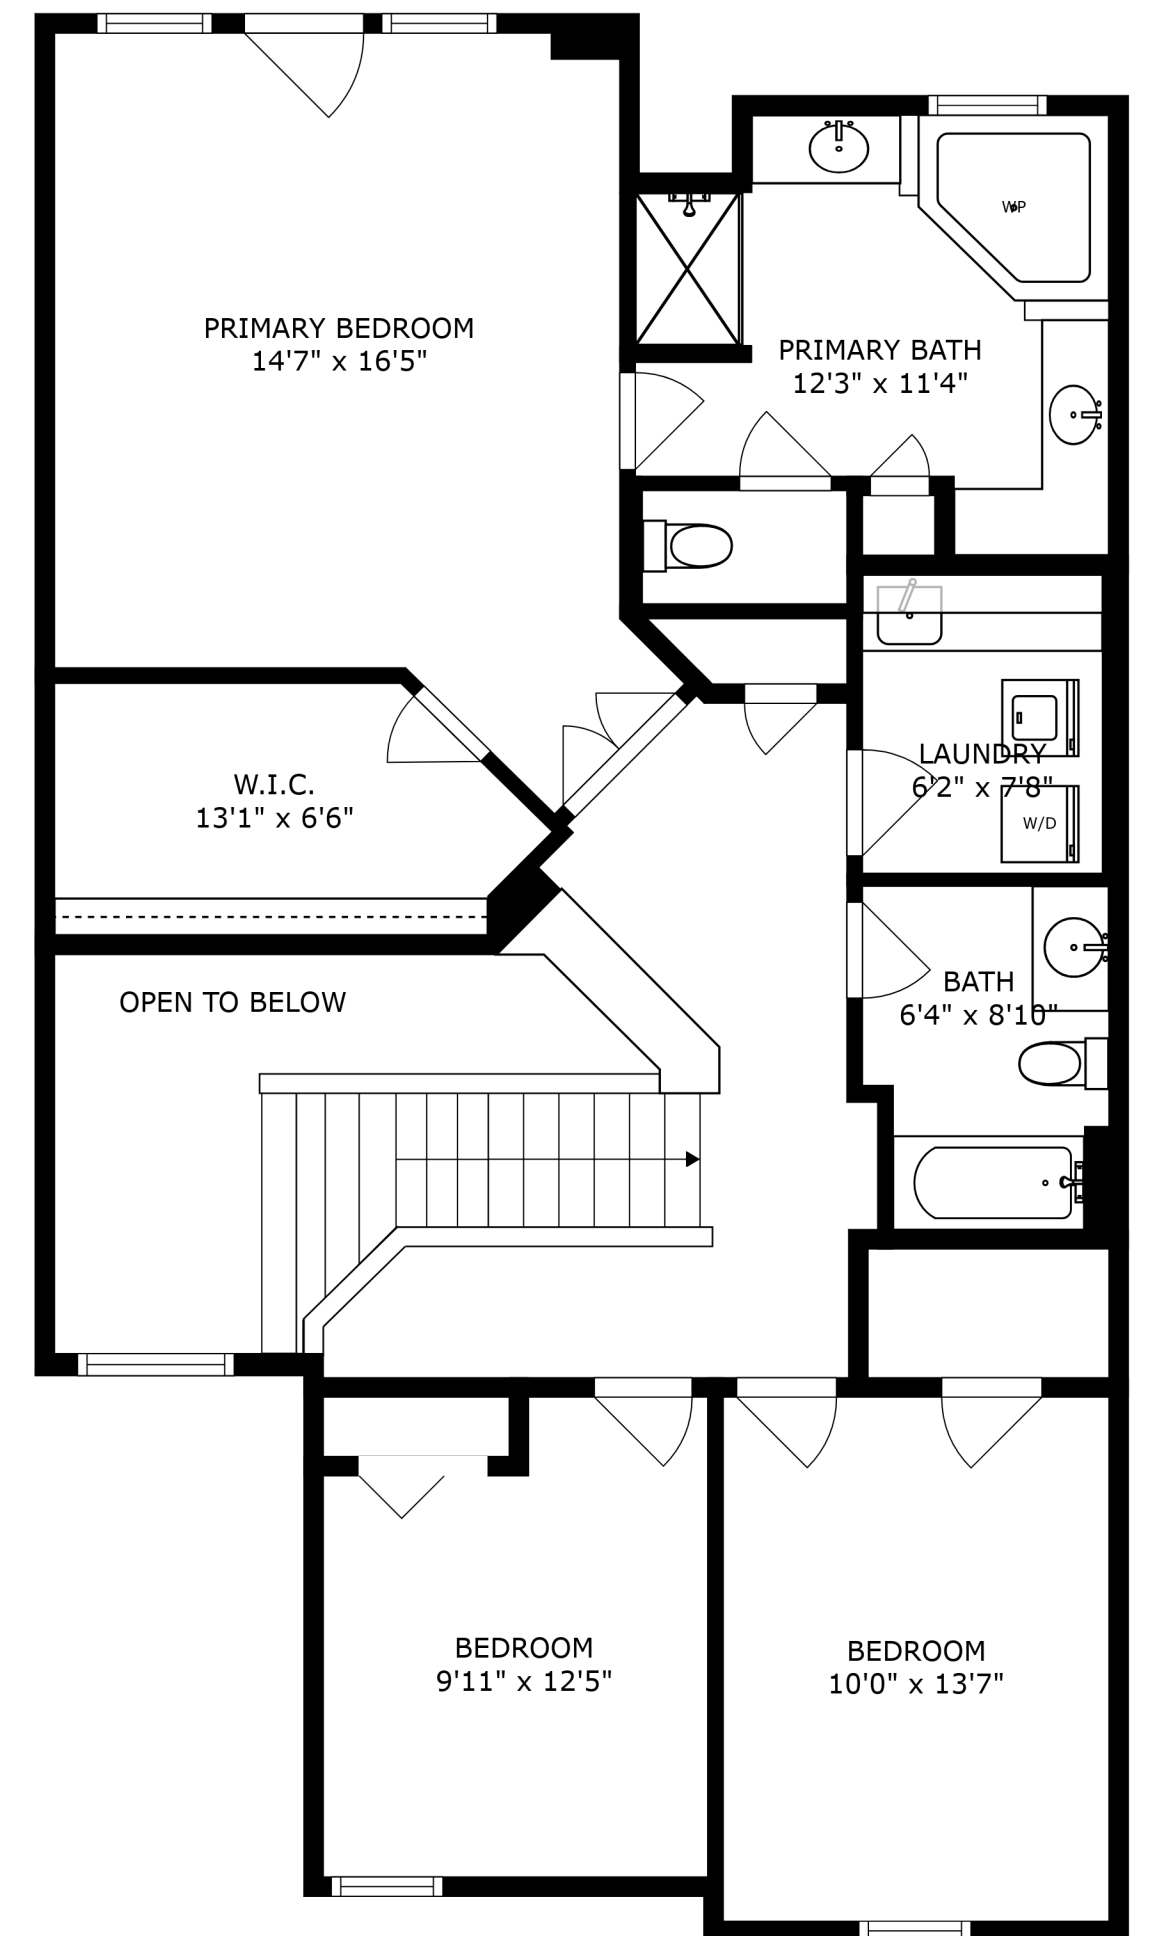 WP
PRIMARY BEDROOM
14'7" x 16'5"
PRIMARY BATH
12'3" x 11'4"
LAUNDRY
6'2" x 7'8"
W.I.C.
13'1" x 6'6"
W/D
OPEN TO BELOW
BATH
6'4" x 8'10"
BEDROOM
9'11" x 12'5"
BEDROOM
10'0" x 13'7"